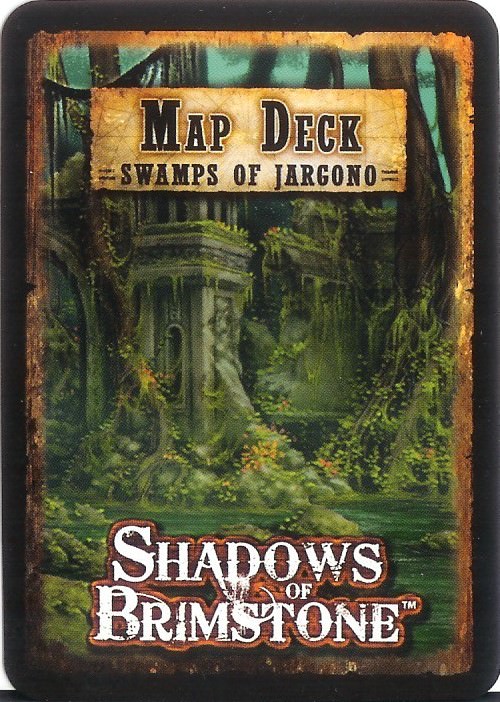 MAP DECK
SWAMPS OF JARGONO
SHADOWS
OF
BRIMSTONE™